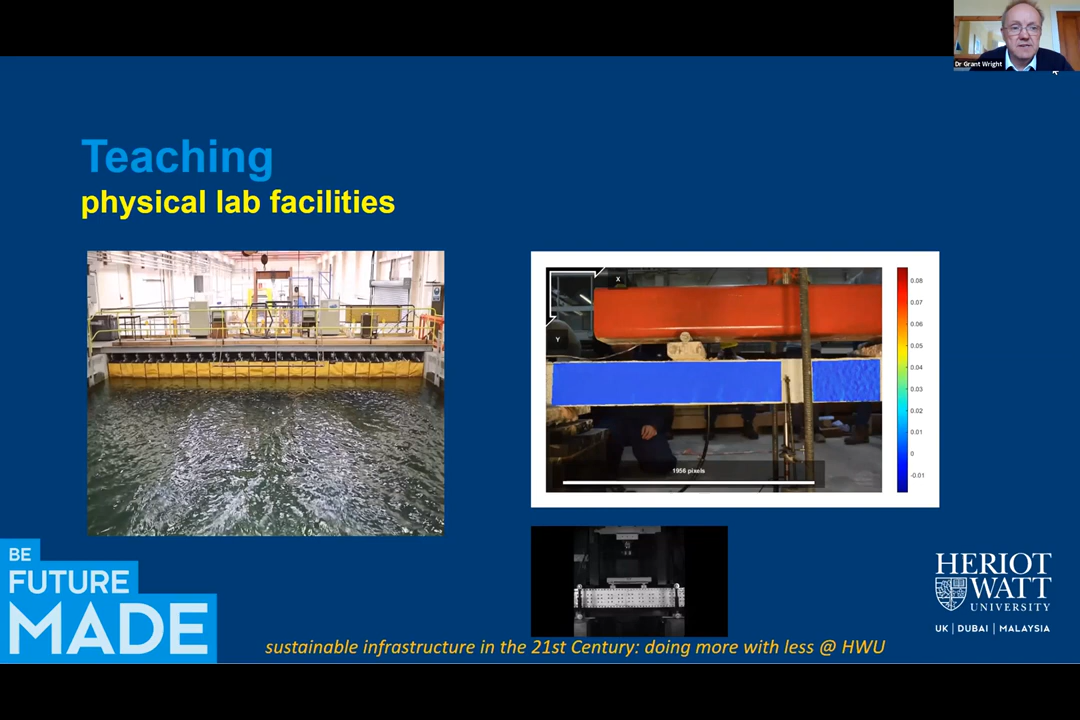 Dr Grant Wright
Teaching
physical lab facilities
X
Y
1956 pixels
0.08
0.07
0.06
0.05
0.04
0.03
0.02
0.01
0
-0.01
BE
FUTURE
MADE
HERIOT
WATT
UNIVERSITY
UK | DUBAI | MALAYSIA
sustainable infrastructure in the 21st Century: doing more with less @ HWU